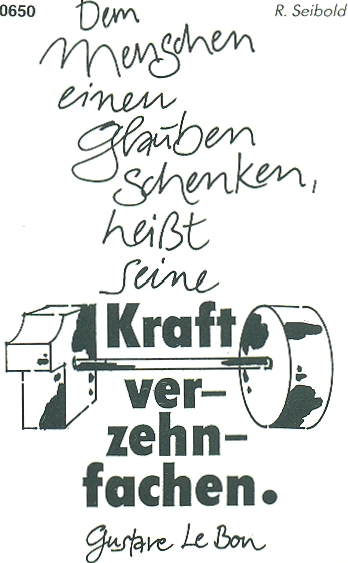 0650 R. Seibold
Dem
Menschen
einen
Glauben
schenken,
heißt
seine
Kraft
ver-
zehn-
fachen.
Gustave Le Bon